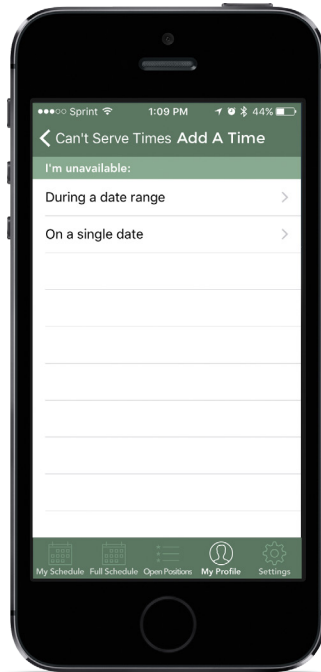 Sprint 1:09 PM 44%
Can't Serve Times Add A Time
I'm unavailable:
During a date range
On a single date
My Schedule Full Schedule Open Positions My Profile Settings